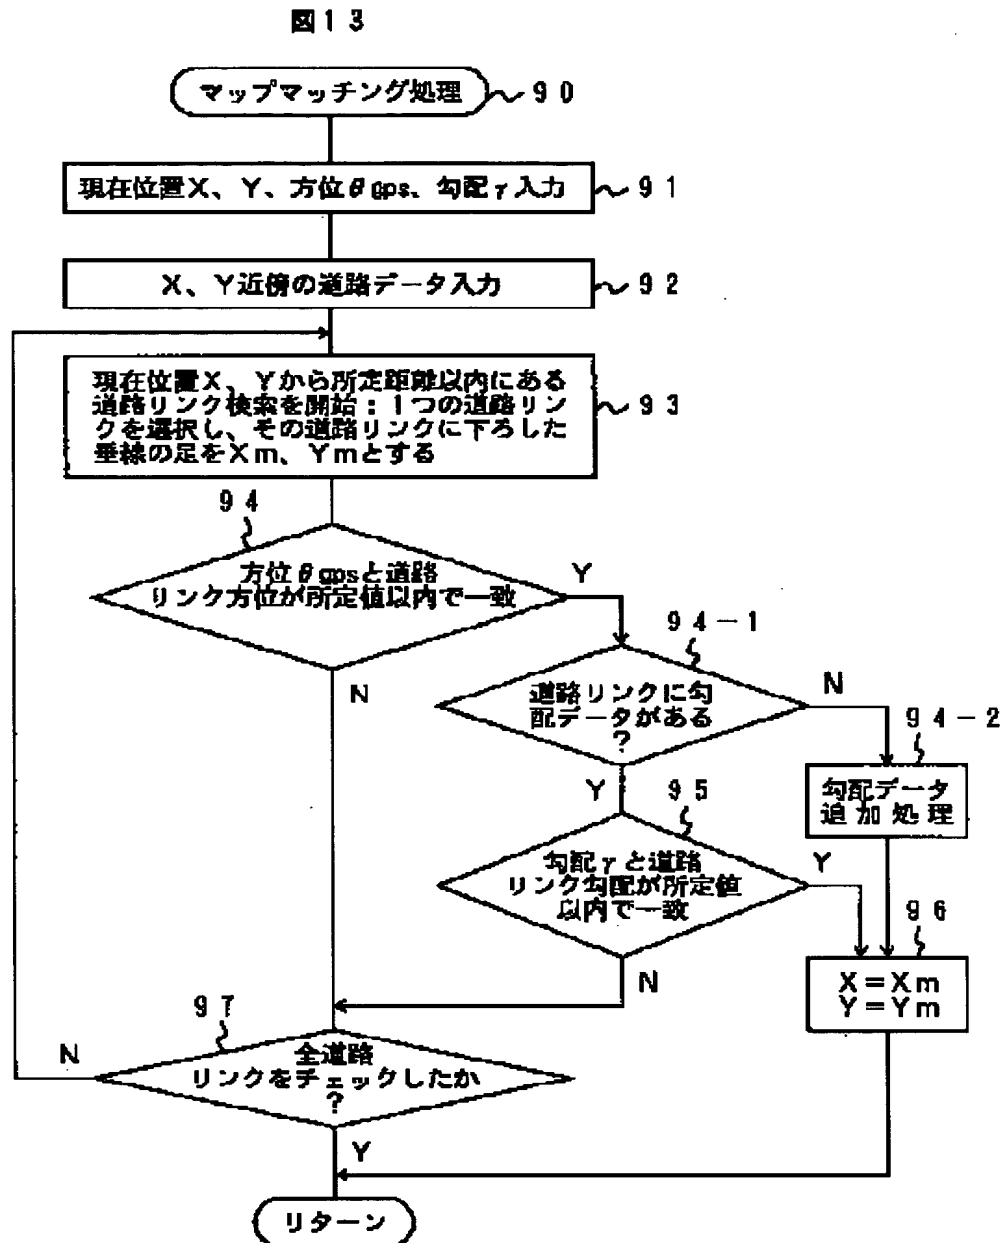 図13
マップマッチング処理
90
現在位置X、Y、方位θgps、勾配γ入力
91
X、Y近傍の道路データ入力
92
現在位置X、Yから所定距離以内にある
道路リンク検索を開始：1つの道路リン
クを選択し、その道路リンクに下ろした
垂線の足をXm、Ymとする
93
94
方位θgpsと道路
リンク方位が所定値以内で一致
Y
N
94-1
道路リンクに勾
配データがある
?
N
Y
94-2
勾配データ
追加処理
95
勾配γと道路
リンク勾配が所定値
以内で一致
Y
N
96
X=Xm
Y=Ym
97
全道路
リンクをチェックしたか
?
N
Y
リターン